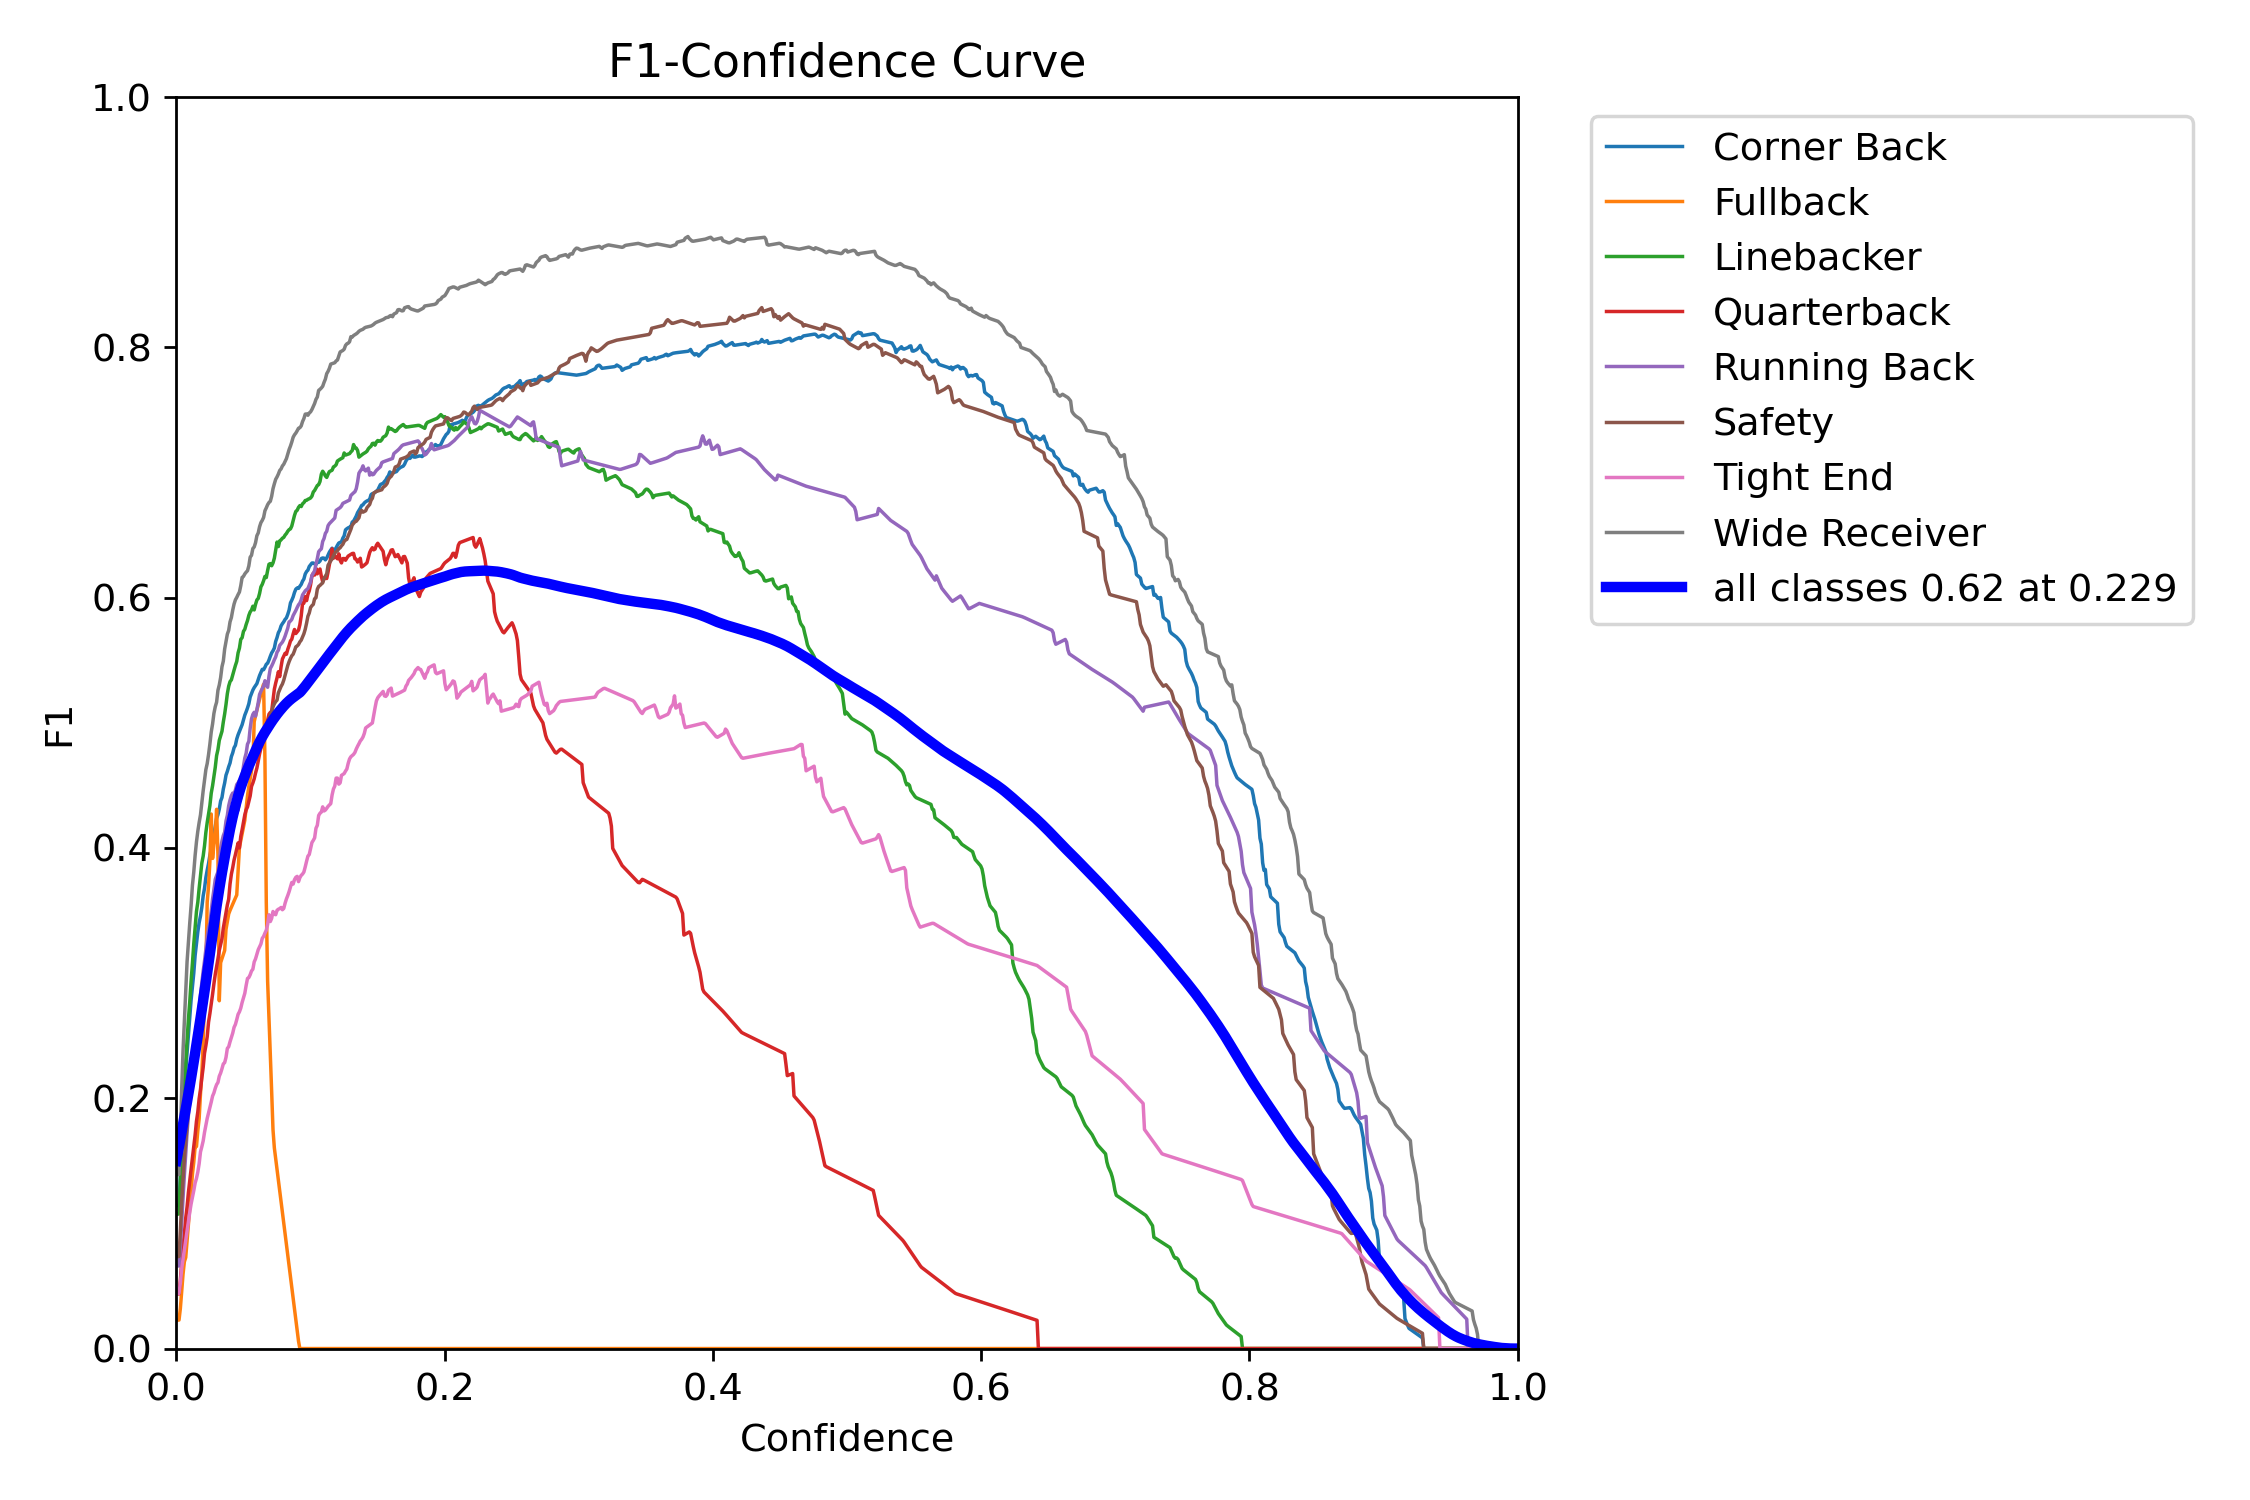 F1-Confidence Curve
1.0
0.8
0.6
0.4
0.2
0.0
F1
0.0 0.2 0.4 0.6 0.8 1.0
Confidence
Corner Back
Fullback
Linebacker
Quarterback
Running Back
Safety
Tight End
Wide Receiver
all classes 0.62 at 0.229